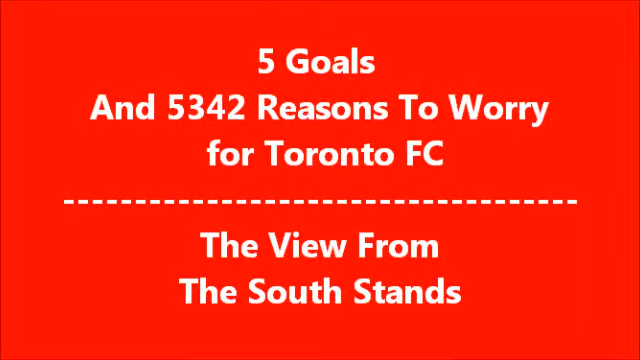 5 Goals
And 5342 Reasons To Worry
for Toronto FC
------------------------------------
The View From
The South Stands